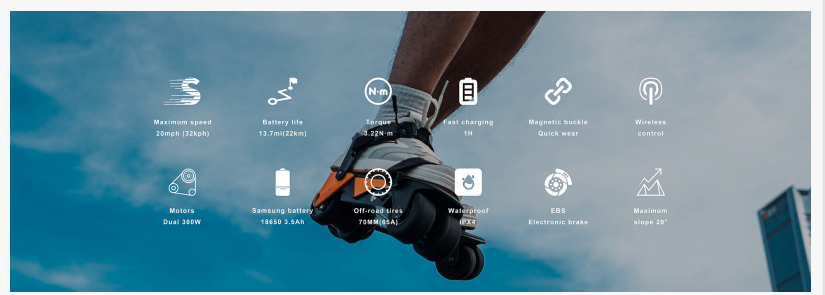 S
N·m
Maximum speed
20mph (32kph)
Battery life
13.7mi(22km)
Torque
3.22N·m
Fast charging
1H
Magnetic buckle
Quick wear
Wireless
control
Motors
Dual 300W
Samsung battery
18650 3.5Ah
Off-road tires
70MM(65A)
Waterproof
IPX4
EBS
Electronic brake
Maximum
slope 20°